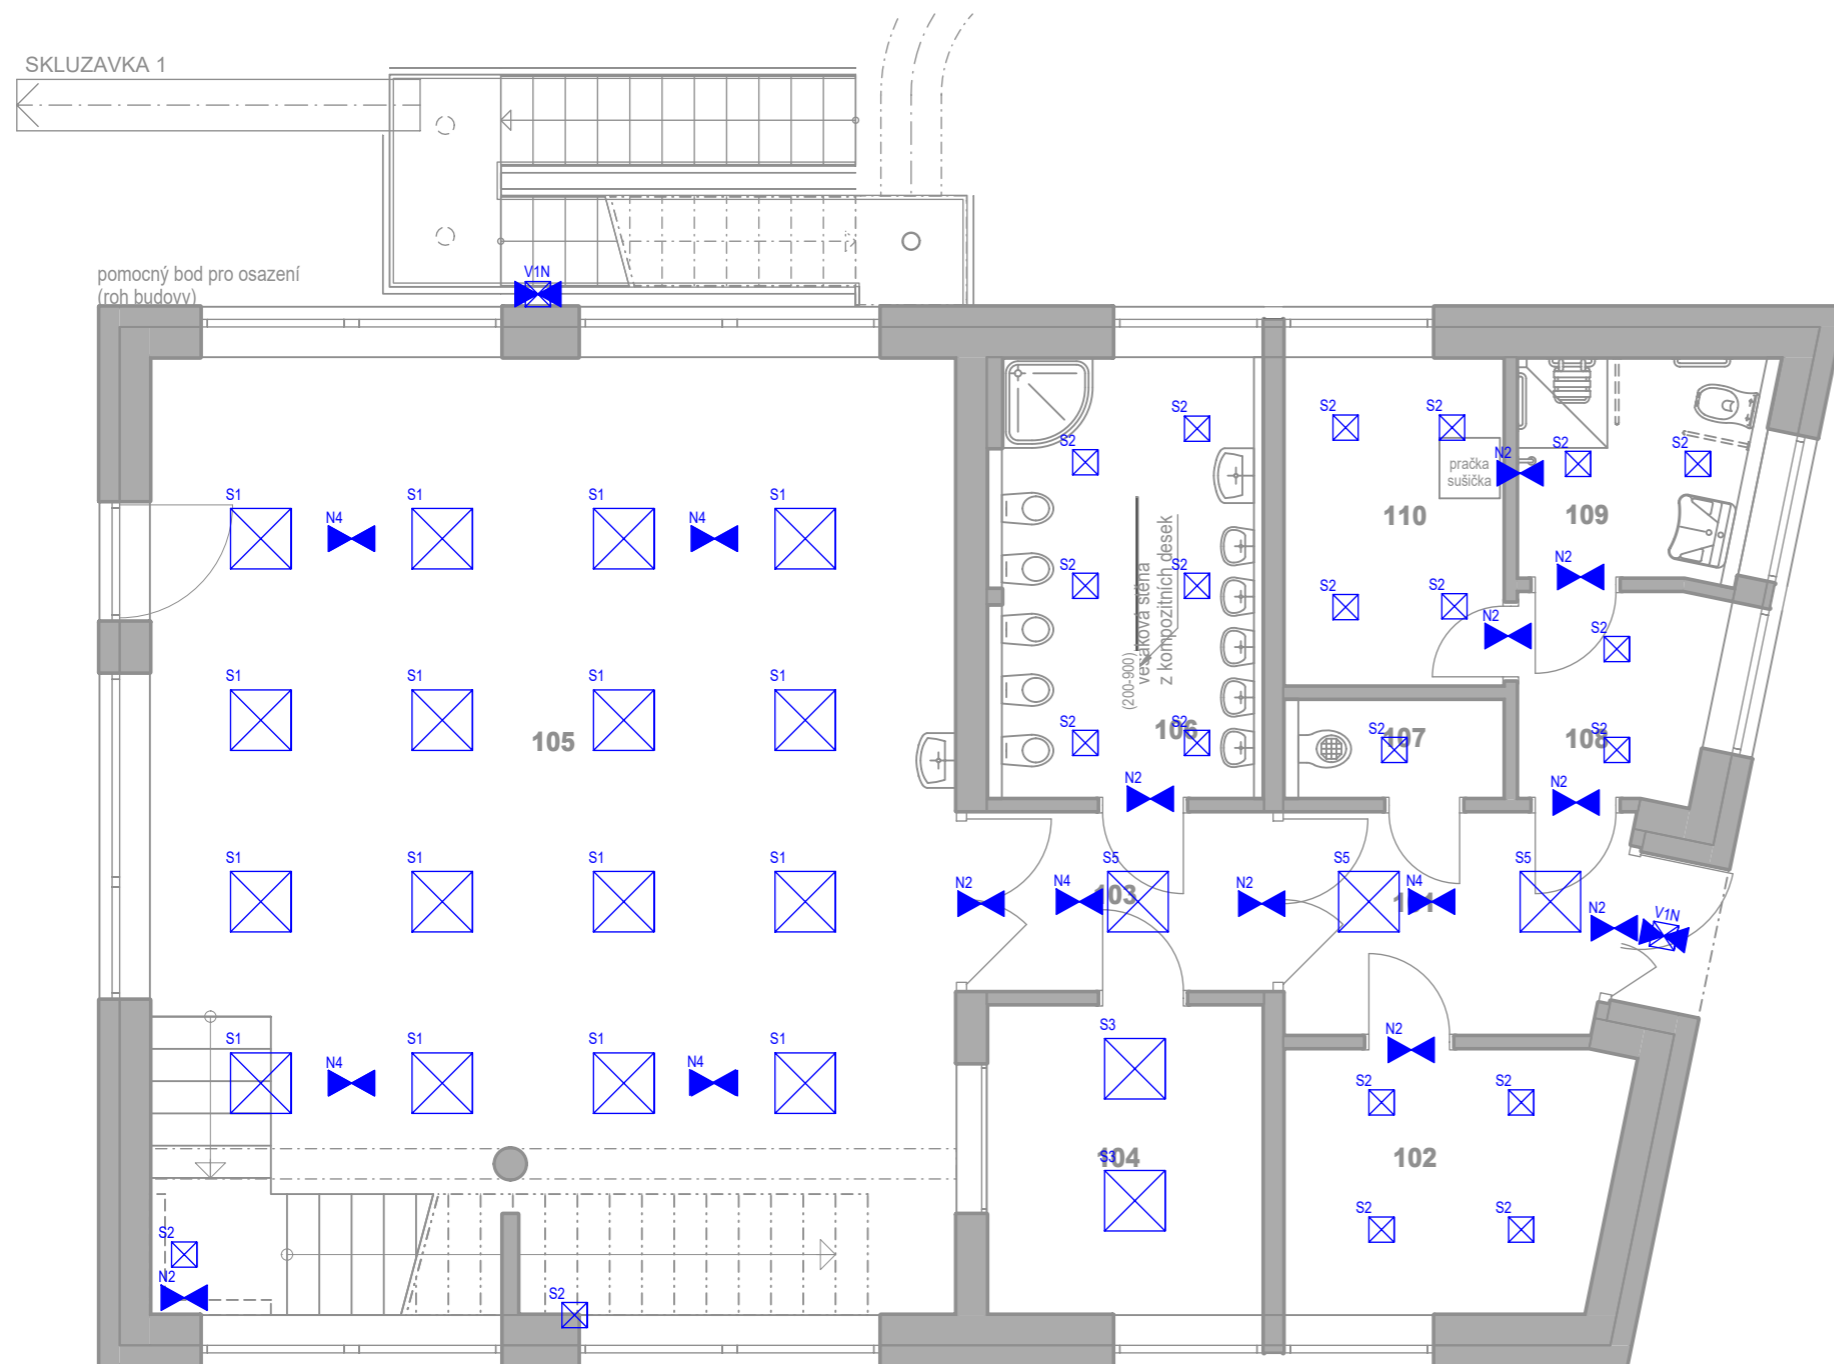 SKLUZAVKA 1
pomocný bod pro osazení
(roh budovy)
V1N
S2
S2
S2
S2
S2
S2
S2
N2
pračka
sušička
S1
N4
S1
S1
N4
S1
110
109
N2
S2
S2
S2
S2
N2
S2
věšáková stěna
z kompozitních desek
(200-900)
S1
S1
S1
S1
105
S2
S2
106
S2
107
S2
108
N2
N2
S1
S1
S1
S1
N2
N4
S5
103
N2
S5
N4
101
S5
N2
V1N
S1
N4
S1
S1
N4
S1
S3
N2
S2
S2
S3
104
102
S2
S2
S2
N2
S2